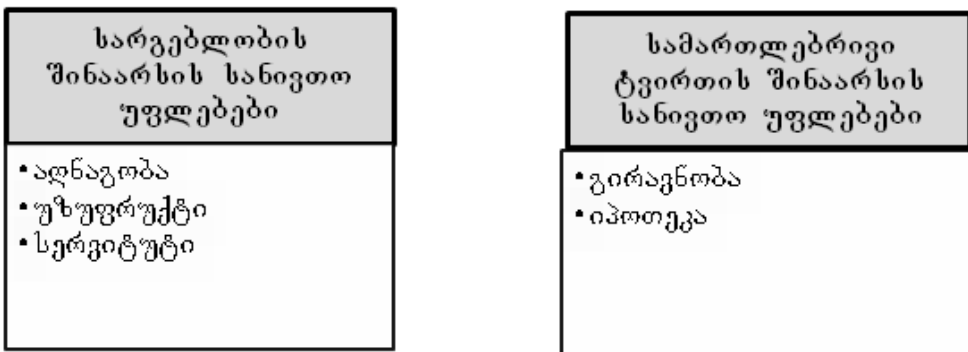 სარგებლობის
შინაარსის სანივთო
უფლებები
•აღნაგობა
•უზუფრუქტი
•სერვიტუტი
სამართლებრივი
ტვირთის შინაარსის
სანივთო უფლებები
•გირავნობა
•იპოთეკა